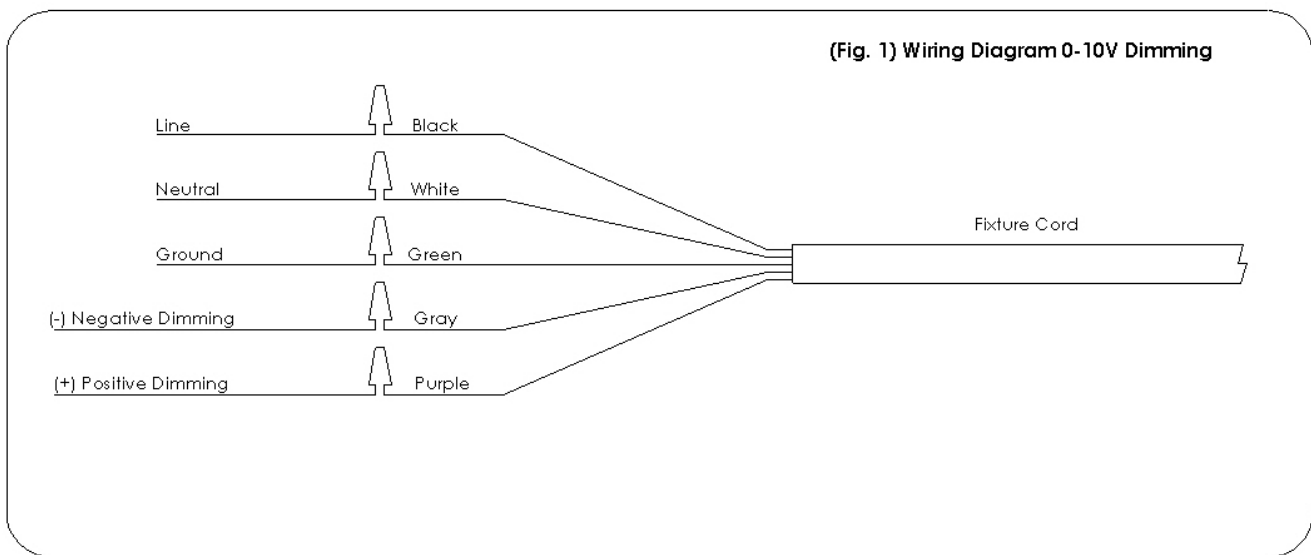 (Fig. 1) Wiring Diagram 0-10V Dimming
Line Black
Neutral White
Fixture Cord
Ground Green
(-) Negative Dimming Gray
(+) Positive Dimming Purple